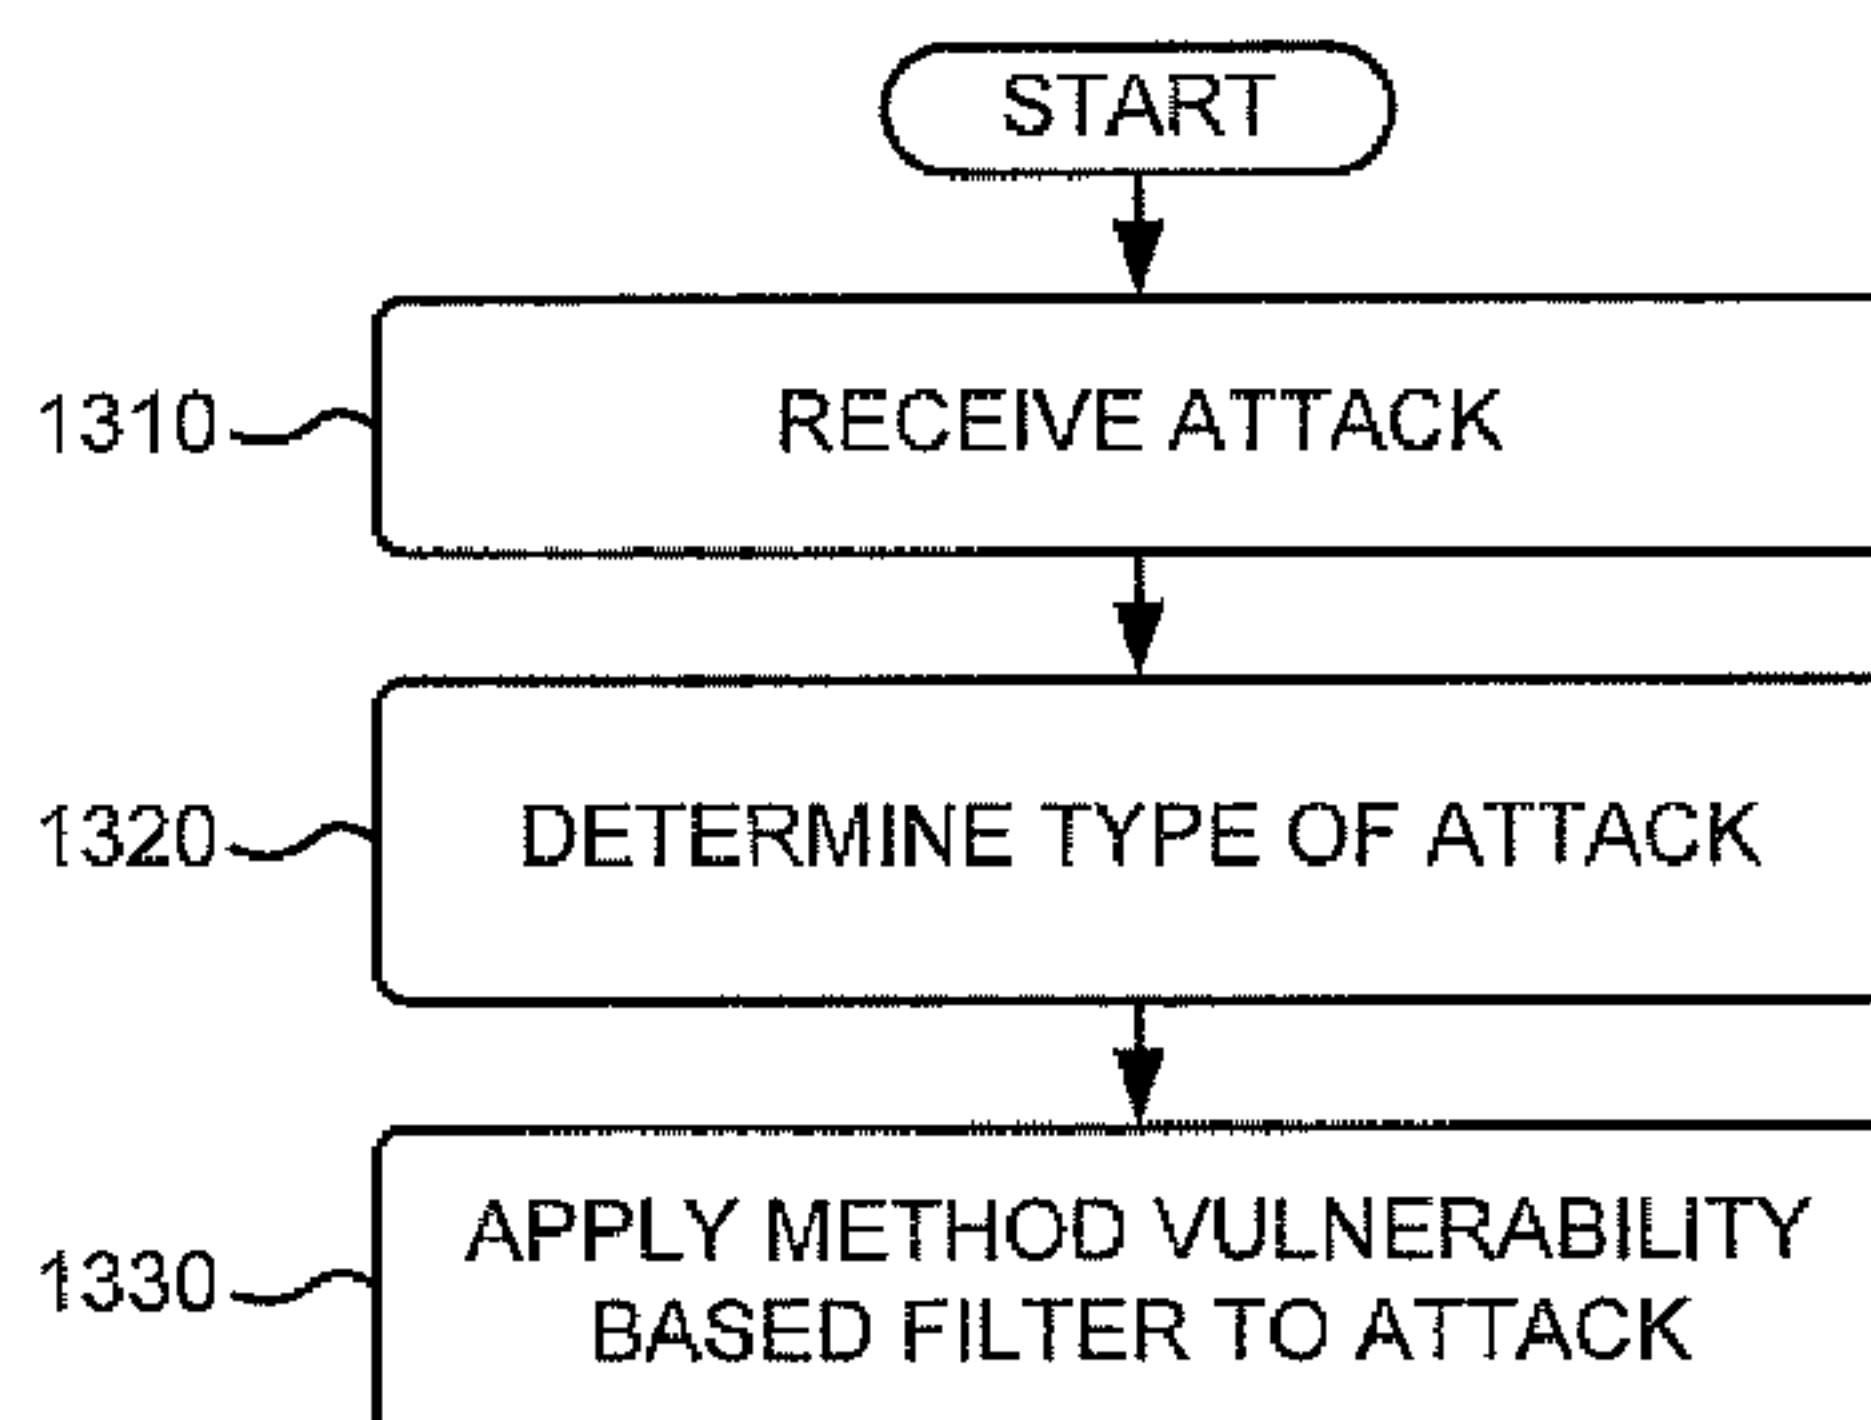 START
1310
RECEIVE ATTACK
1320
DETERMINE TYPE OF ATTACK
1330
APPLY METHOD VULNERABILITY
BASED FILTER TO ATTACK